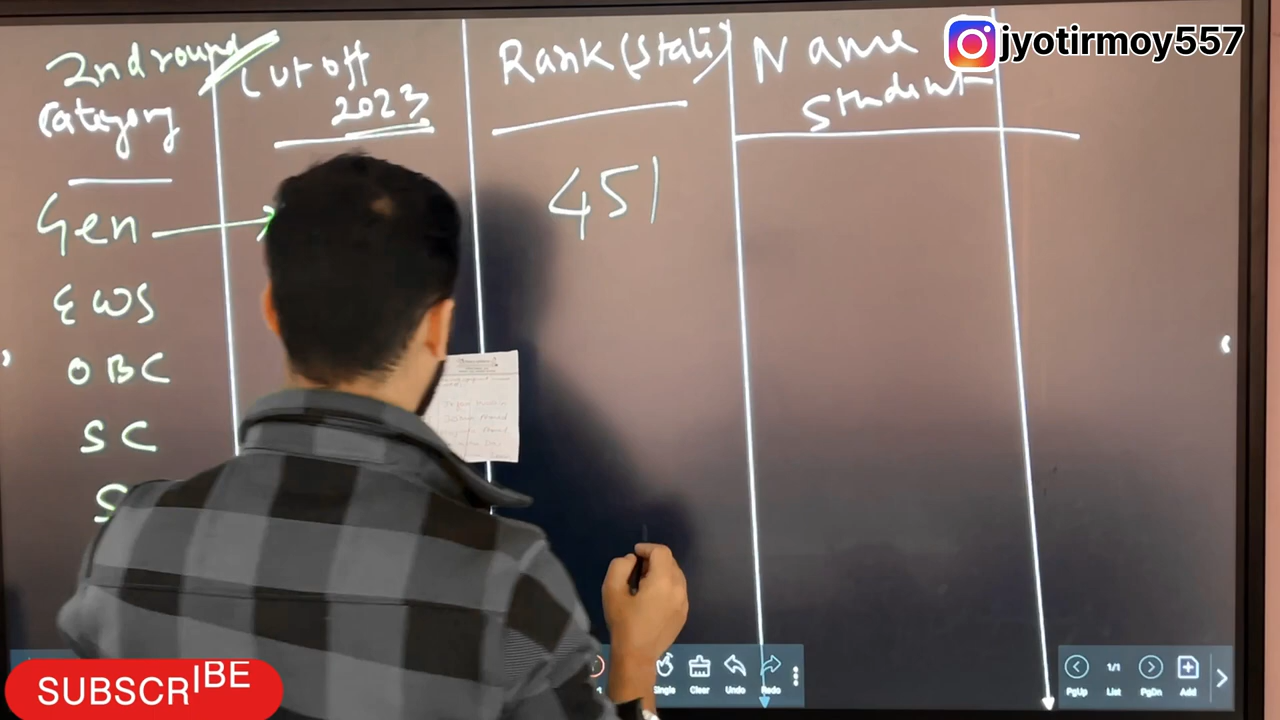 jyotirmoy557
2nd round
Category
Cut off
2023
Rank (State)
Name
Student
Gen
451
EWS
OBC
SC
S
Single
Clear
Undo
Redo
1/1
PgUp
List
PgDn
Add
SUBSCRIBE